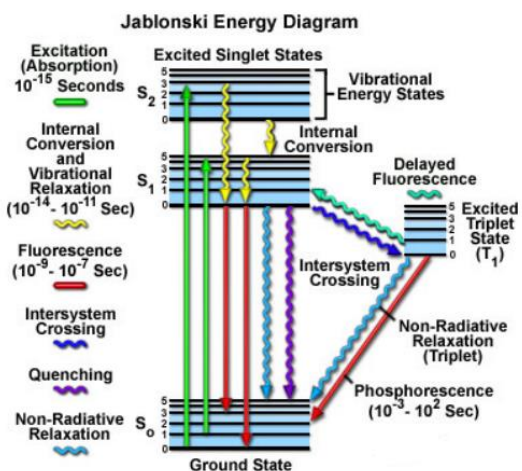 Jablonski Energy Diagram
Excitation
(Absorption)
10-15 Seconds
Internal
Conversion
and
Vibrational
Relaxation
(10-14 - 10-11 Sec)
Fluorescence
(10-9 - 10-7 Sec)
Intersystem
Crossing
Quenching
Non-Radiative
Relaxation
Excited Singlet States
S2
5
4
3
2
1
0
Vibrational
Energy States
Internal
Conversion
S1
5
4
3
2
1
0
Delayed
Fluorescence
5
4
3
2
1
0
Excited
Triplet
State
(T1)
Intersystem
Crossing
Non-Radiative
Relaxation
(Triplet)
Phosphorescence
(10-3 - 102 Sec)
So
5
4
3
2
1
0
Ground State